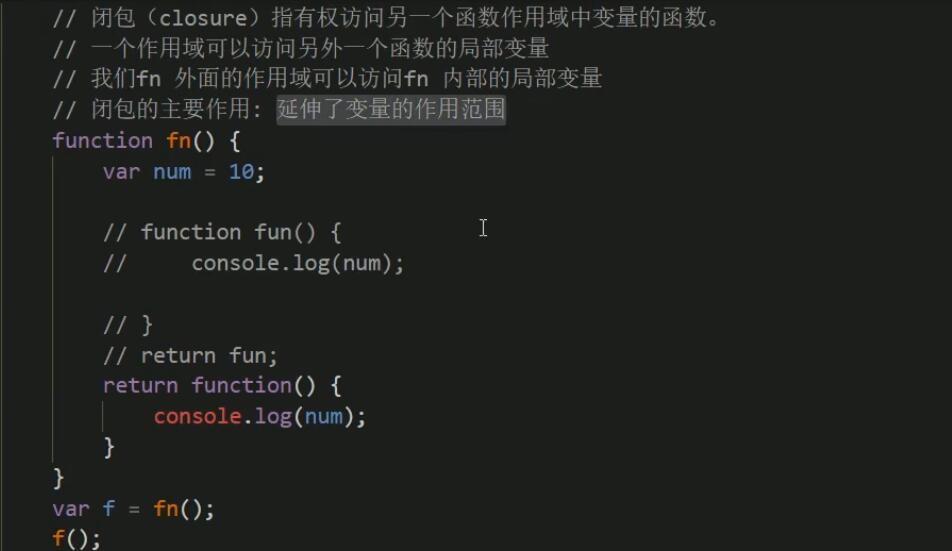 // 闭包（closure）指有权访问另一个函数作用域中变量的函数。
// 一个作用域可以访问另外一个函数的局部变量
// 我们fn 外面的作用域可以访问fn 内部的局部变量
// 闭包的主要作用: 延伸了变量的作用范围
function fn() {
    var num = 10;
    // function fun() {
    //     console.log(num);
    // }
    // return fun;
    return function() {
        console.log(num);
    }
}
var f = fn();
f();